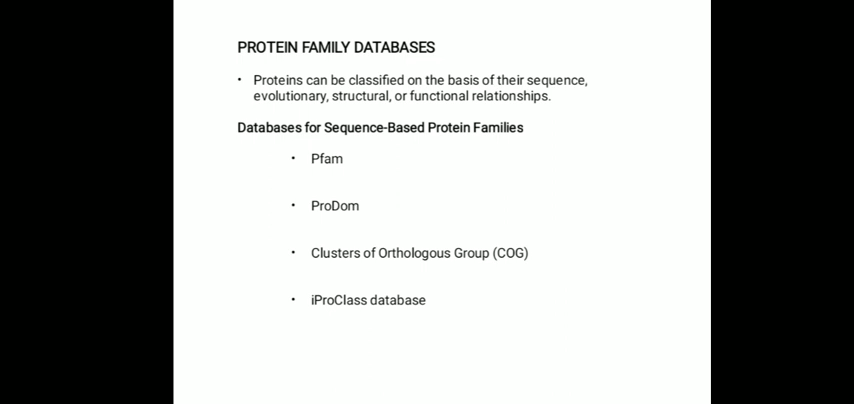 PROTEIN FAMILY DATABASES
• Proteins can be classified on the basis of their sequence,
evolutionary, structural, or functional relationships.
Databases for Sequence-Based Protein Families
• Pfam
• ProDom
• Clusters of Orthologous Group (COG)
• iProClass database